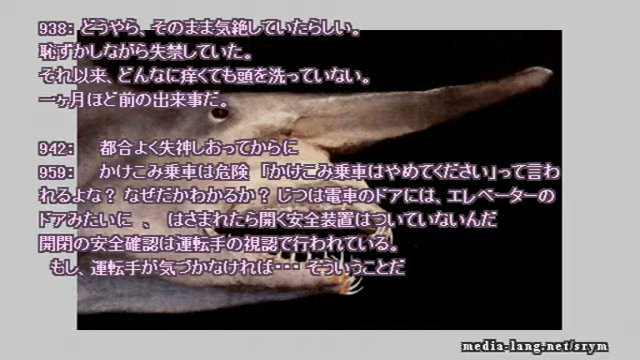 938: どうやら、そのまま気絶していたらしい。
恥ずかしながら失禁していた。
それ以来、どんなに痒くても頭を洗っていない。
一ヶ月ほど前の出来事だ。
942: 都合よく失神しおってからに
959: かけこみ乗車は危険 「かけこみ乗車はやめてください」って言わ
れるよな? なぜだかわかるか? じつは電車のドアには、エレベーターの
ドアみたいに 、 はさまれたら開く安全装置はついていないんだ
開閉の安全確認は運転手の視認で行われている。
もし、運転手が気づかなければ・・・ そういうことだ
media-lang-net/srym